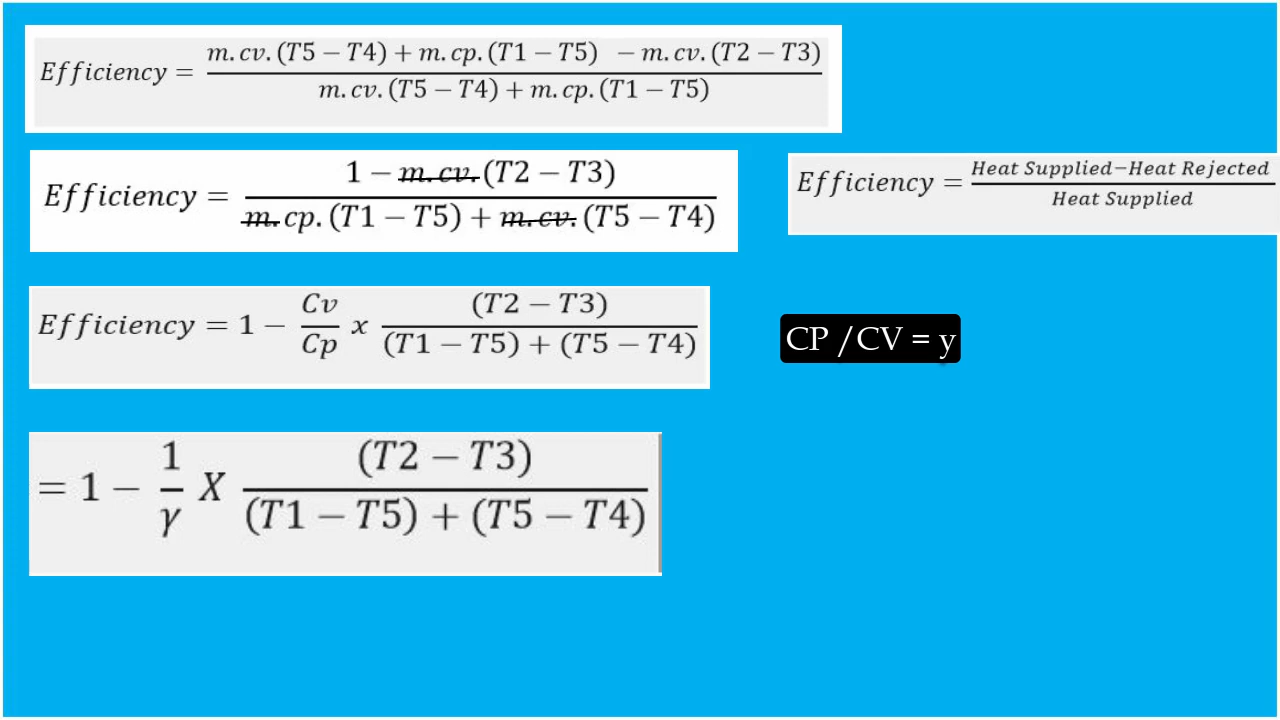 Efficiency = m.cv.(T5 − T4) + m.cp.(T1 − T5) − m.cv.(T2 − T3)
m.cv.(T5 − T4) + m.cp.(T1 − T5)
Efficiency = 1 − m.cv.(T2 − T3)
m.cp.(T1 − T5) + m.cv.(T5 − T4)
Efficiency = Heat Supplied−Heat Rejected
Heat Supplied
Efficiency = 1 − Cv/Cp x (T2 − T3)
(T1 − T5) + (T5 − T4)
CP /CV = y
= 1 − 1/γ X (T2 − T3)
(T1 − T5) + (T5 − T4)